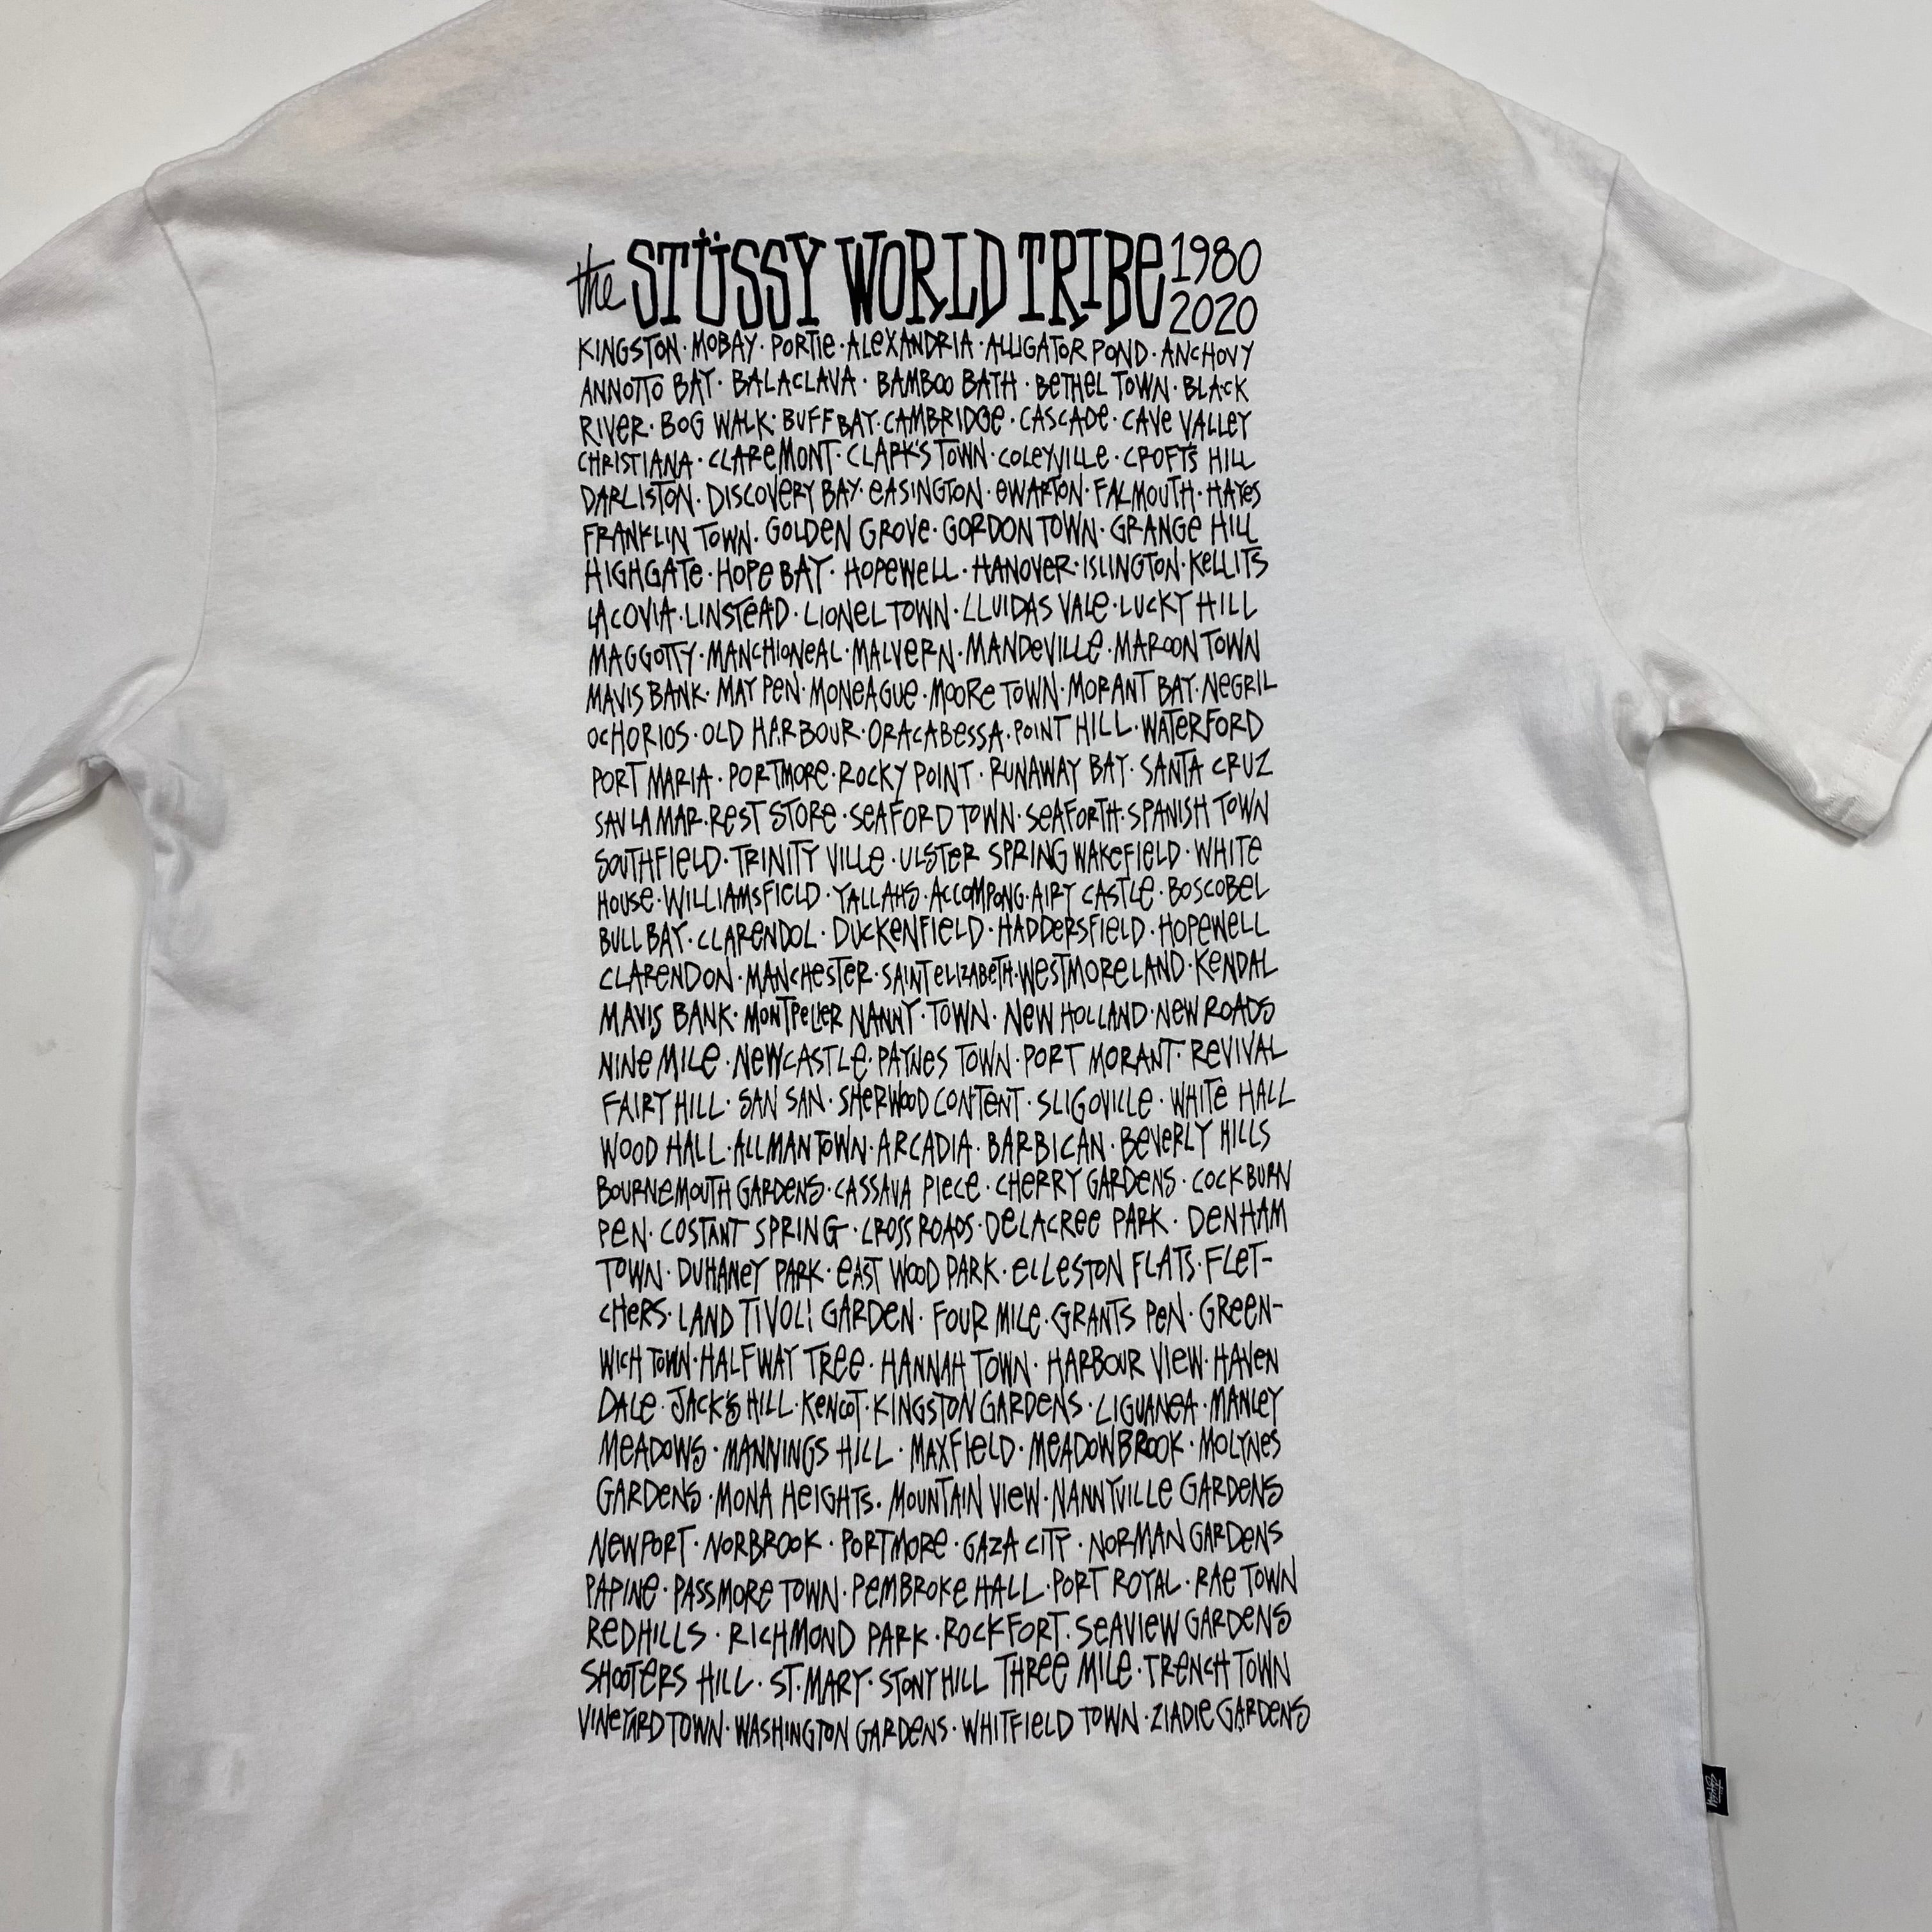 the STÜSSY WORLD TRIBE 1980 2020
KINGSTON · MOBAY · PORTIE · ALEXANDRIA · ALLIGATOR POND · ANCHOVY
ANNOTTO BAY · BALACLAVA · BAMBOO BATH · BETHEL TOWN · BLACK
RIVER · BOG WALK · BUFF BAY · CAMBRIDGE · CASCADE · CAVE VALLEY
CHRISTIANA · CLAREMONT · CLARK'S TOWN · COLEYVILLE · CROFTS HILL
DARLISTON · DISCOVERY BAY · EASINGTON · EWARTON · FALMOUTH · HAYES
FRANKLIN TOWN · GOLDEN GROVE · GORDON TOWN · GRANGE HILL
HIGHGATE · HOPE BAY · HOPEWELL · HANOVER · ISLINGTON · KELLITS
LACOVIA · LINSTEAD · LIONEL TOWN · LLUIDAS VALE · LUCKY HILL
MAGGOTTY · MANCHIONEAL · MALVERN · MANDEVILLE · MAROON TOWN
MAVIS BANK · MAY PEN · MONEAGUE · MOORE TOWN · MORANT BAY · NEGRIL
OCHORIOS · OLD HARBOUR · ORACABESSA · POINT HILL · WATERFORD
PORT MARIA · PORTMORE · ROCKY POINT · RUNAWAY BAY · SANTA CRUZ
SAV LA MAR · REST STORE · SEAFORD TOWN · SEAFORTH · SPANISH TOWN
SOUTHFIELD · TRINITY VILLE · ULSTER SPRING WAKEFIELD · WHITE
HOUSE · WILLIAMSFIELD · YALLAHS · ACCOMPONG · AIRY CASTLE · BOSCOBEL
BULL BAY · CLARENDOL · DUCKENFIELD · HADDERSFIELD · HOPEWELL
CLARENDON · MANCHESTER · SAINT ELIZABETH · WESTMORELAND · KENDAL
MAVIS BANK · MONTPELIER NANNY · TOWN · NEW HOLLAND · NEW ROADS
NINE MILE · NEWCASTLE · PAYNES TOWN · PORT MORANT · REVIVAL
FAIRY HILL · SAN SAN · SHERWOOD CONTENT · SLIGOVILLE · WHITE HALL
WOOD HALL · ALLMAN TOWN · ARCADIA · BARBICAN · BEVERLY HILLS
BOURNEMOUTH GARDENS · CASSAVA PIECE · CHERRY GARDENS · COCKBURN
PEN · COSTANT SPRING · CROSS ROADS · DELACREE PARK · DENHAM
TOWN · DUHANEY PARK · EAST WOOD PARK · ELLESTON FLATS · FLET-
CHERS · LAND TIVOLI GARDEN · FOUR MILE · GRANTS PEN · GREEN-
WICH TOWN · HALFWAY TREE · HANNAH TOWN · HARBOUR VIEW · HAVEN
DALE · JACK'S HILL · KENCOT · KINGSTON GARDENS · LIGUANEA · MANLEY
MEADOWS · MANNINGS HILL · MAXFIELD · MEADOWBROOK · MOLYNES
GARDENS · MONA HEIGHTS · MOUNTAIN VIEW · NANNYVILLE GARDENS
NEWPORT · NORBROOK · PORTMORE · GAZA CITY · NORMAN GARDENS
PAPINE · PASSMORE TOWN · PEMBROKE HALL · PORT ROYAL · RAE TOWN
REDHILLS · RICHMOND PARK · ROCKFORT · SEAVIEW GARDENS
SHOOTERS HILL · ST. MARY · STONY HILL THREE MILE · TRENCH TOWN
VINEYARD TOWN · WASHINGTON GARDENS · WHITFIELD TOWN · ZIADIE GARDENS
Stüssy